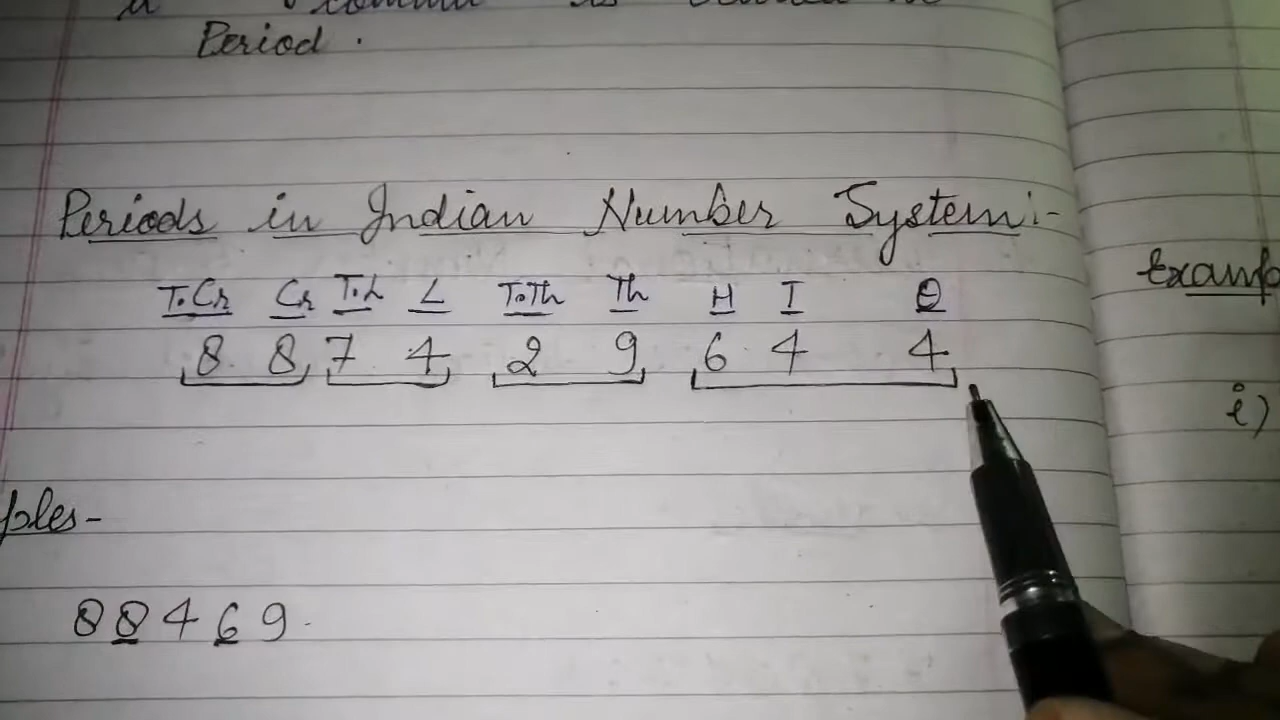 Period.
Periods in Indian Number System:-
T.Cr Cr T.L L T.Th Th H T O
8 8 7 4 2 9 6 4 4
Examp
i)
ples-
88469.